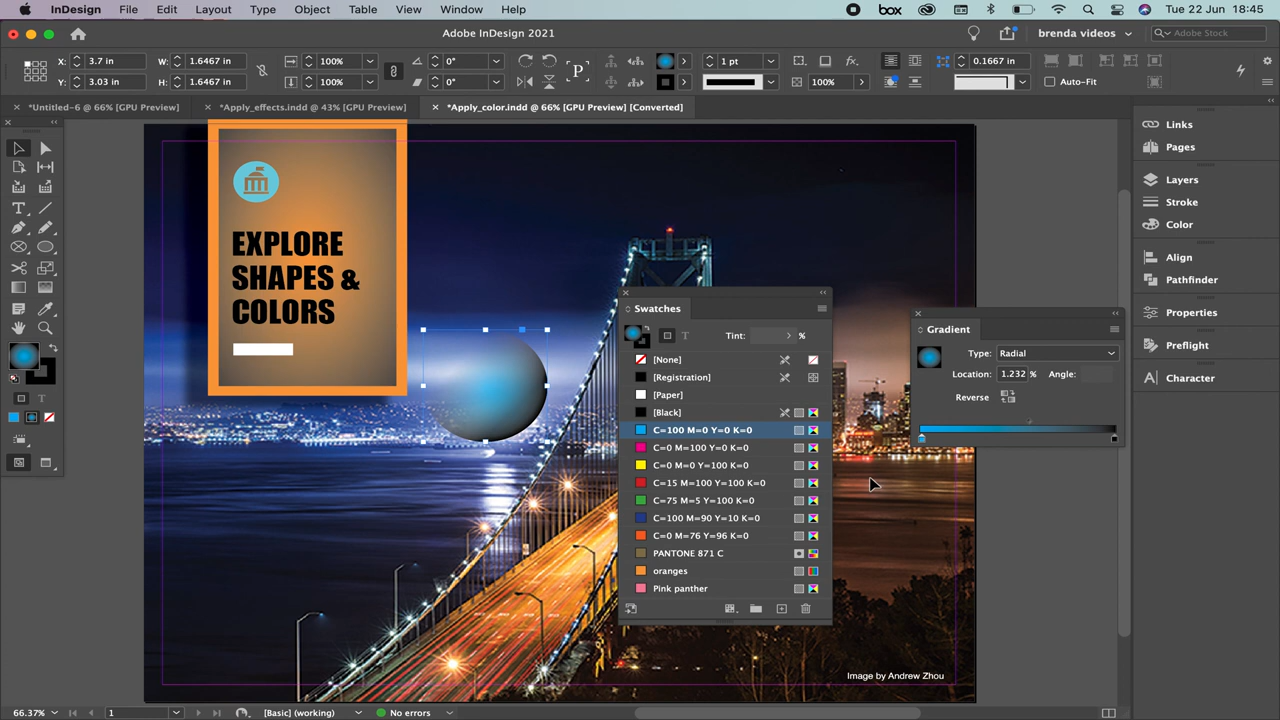 InDesign File Edit Layout Type Object Table View Window Help box Tue 22 Jun 18:45
Adobe InDesign 2021 brenda videos Adobe Stock
X: 3.7 in W: 1.6467 in 100% 0° 1 pt 0.1667 in
Y: 3.03 in H: 1.6467 in 100% 0° P 100% fx. Auto-Fit
*Untitled-6 @ 66% [GPU Preview] *Apply_effects.indd @ 43% [GPU Preview] *Apply_color.indd @ 66% [GPU Preview] [Converted]
Links
Pages
Layers
Stroke
Color
Align
Pathfinder
Properties
Preflight
Character
EXPLORE
SHAPES &
COLORS
Swatches
Tint: %
[None]
[Registration]
[Paper]
[Black]
C=100 M=0 Y=0 K=0
C=0 M=100 Y=0 K=0
C=0 M=0 Y=100 K=0
C=15 M=100 Y=100 K=0
C=75 M=5 Y=100 K=0
C=100 M=90 Y=10 K=0
C=0 M=76 Y=96 K=0
PANTONE 871 C
oranges
Pink panther
Gradient
Type: Radial
Location: 1.232 % Angle:
Reverse
Image by Andrew Zhou
66.37% 1 [Basic] (working) No errors